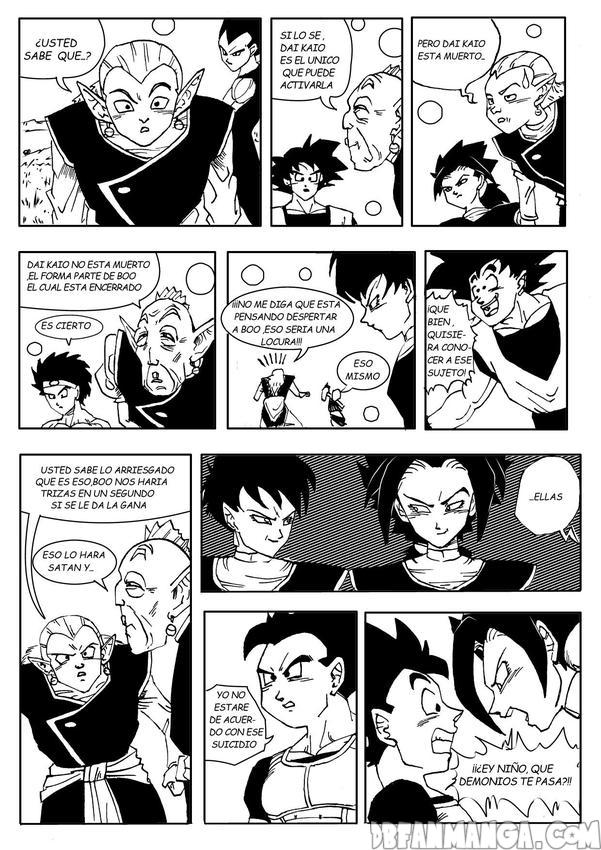 ¿USTED
SABE QUE..?
SI LO SE ,
DAI KAIO
ES EL UNICO
QUE PUEDE
ACTIVARLA
PERO DAI KAIO
ESTA MUERTO..
DAI KAIO NO ESTA MUERTO
,EL FORMA PARTE DE BOO
EL CUAL ESTA ENCERRADO
ES CIERTO
¡¡¡NO ME DIGA QUE ESTA
PENSANDO DESPERTAR
A BOO ,ESO SERIA UNA
LOCURA!!!
ESO
MISMO
¡QUE
BIEN ,
QUISIE-
RA CONO-
CER A ESE
SUJETO!
USTED SABE LO ARRIESGADO
QUE ES ESO,BOO NOS HARIA
TRIZAS EN UN SEGUNDO
SI SE LE DA LA GANA
ESO LO HARA
SATAN Y..
..ELLAS
YO NO
ESTARE
DE ACUER-
DO CON ESE
SUICIDIO
¡¡¿EY NIÑO, QUE
DEMONIOS TE PASA?!!
DBFANMANGA.COM